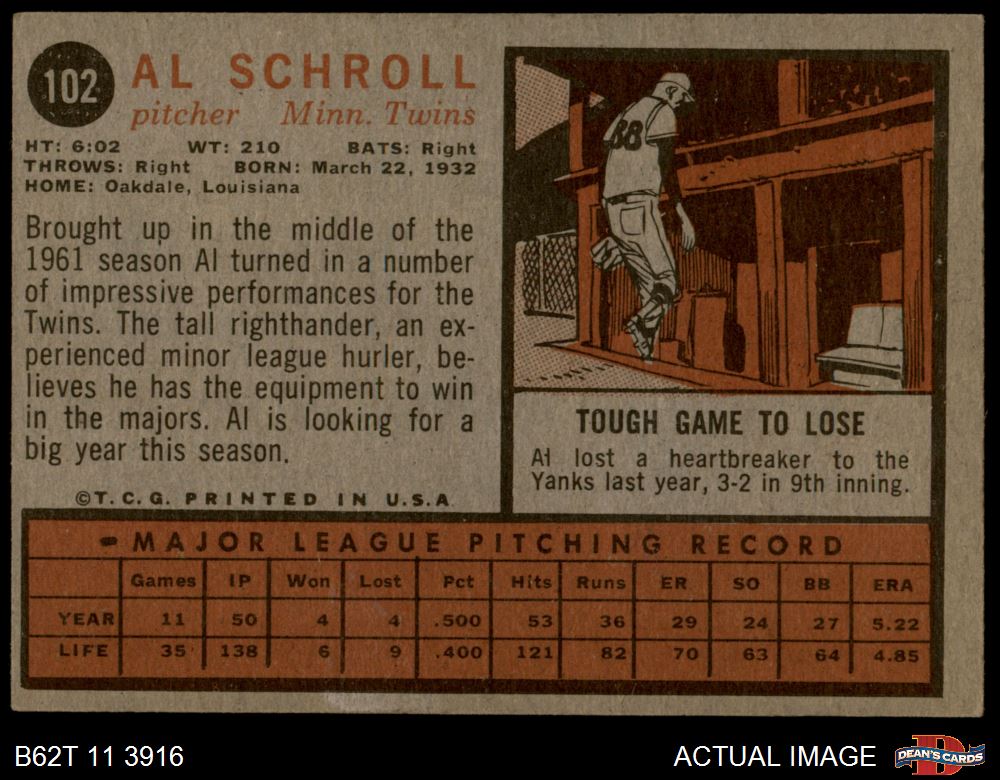 102
AL SCHROLL
pitcher Minn. Twins
HT: 6:02 WT: 210 BATS: Right
THROWS: Right BORN: March 22, 1932
HOME: Oakdale, Louisiana
Brought up in the middle of the
1961 season Al turned in a number
of impressive performances for the
Twins. The tall righthander, an ex-
perienced minor league hurler, be-
lieves he has the equipment to win
in the majors. Al is looking for a
big year this season.
©T.C.G. PRINTED IN U.S.A
88
TOUGH GAME TO LOSE
Al lost a heartbreaker to the
Yanks last year, 3-2 in 9th inning.
MAJOR LEAGUE PITCHING RECORD
Games IP Won Lost Pct Hits Runs ER SO BB ERA
YEAR 11 50 4 4 .500 53 36 29 24 27 5.22
LIFE 35 138 6 9 .400 121 82 70 63 64 4.85
B62T 11 3916
ACTUAL IMAGE
D
DEAN'S CARDS